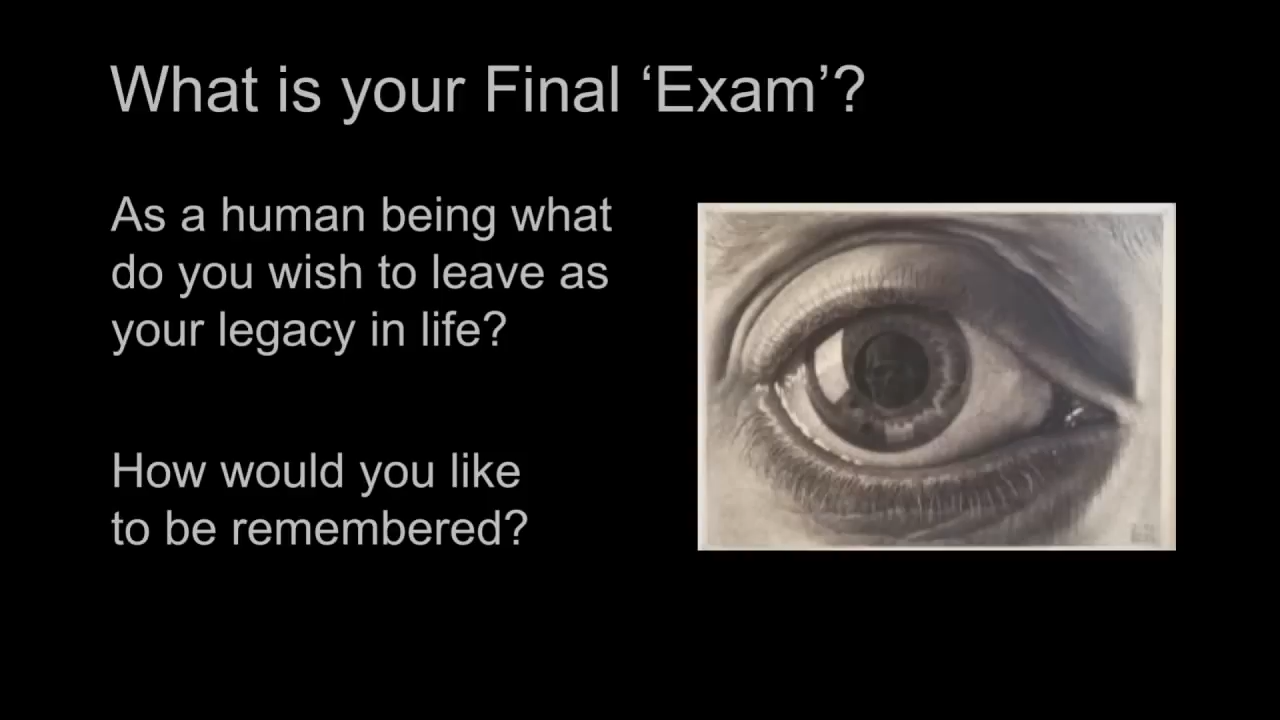 What is your Final ‘Exam’?
As a human being what
do you wish to leave as
your legacy in life?
How would you like
to be remembered?